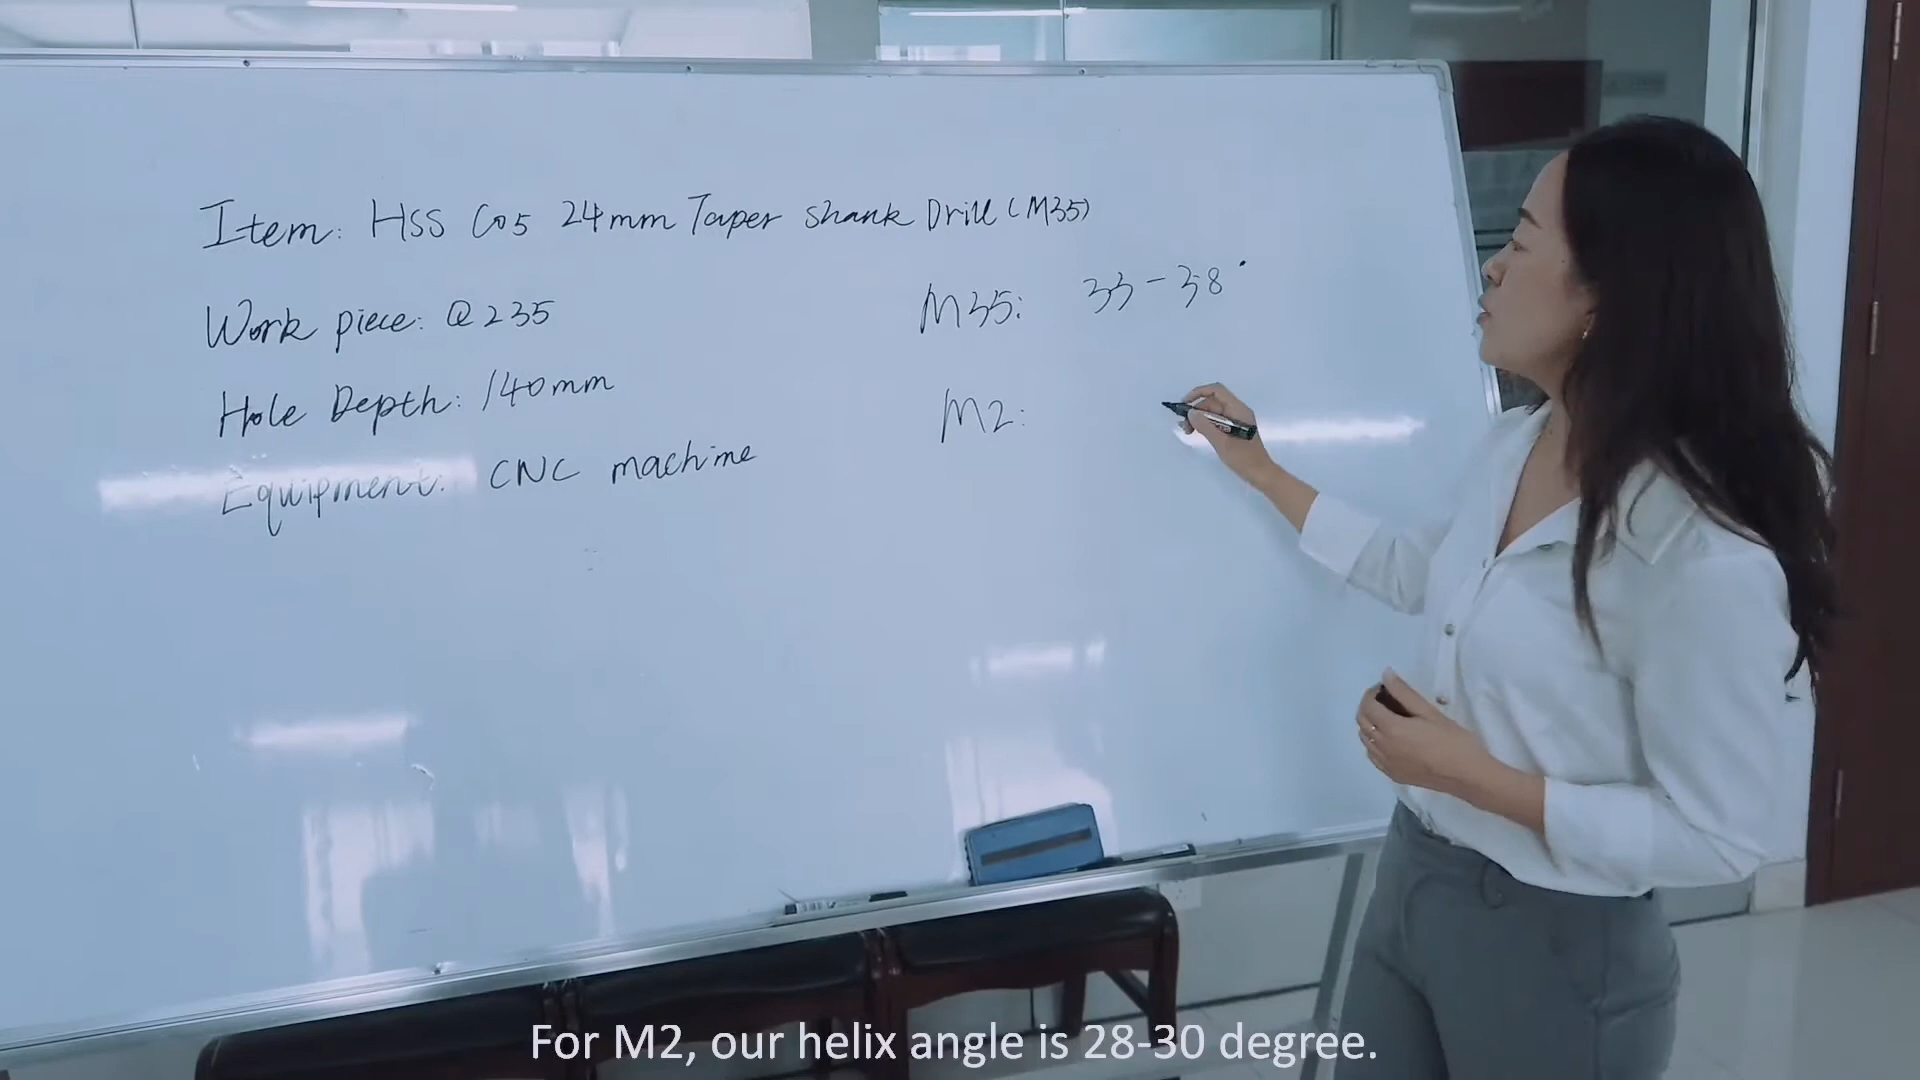 Item: HSS Co5 24mm Taper Shank Drill (M35)
Work piece: Q235
Hole Depth: 140mm
Equipment: CNC machine
M35: 33-38°
M2:
For M2, our helix angle is 28-30 degree.